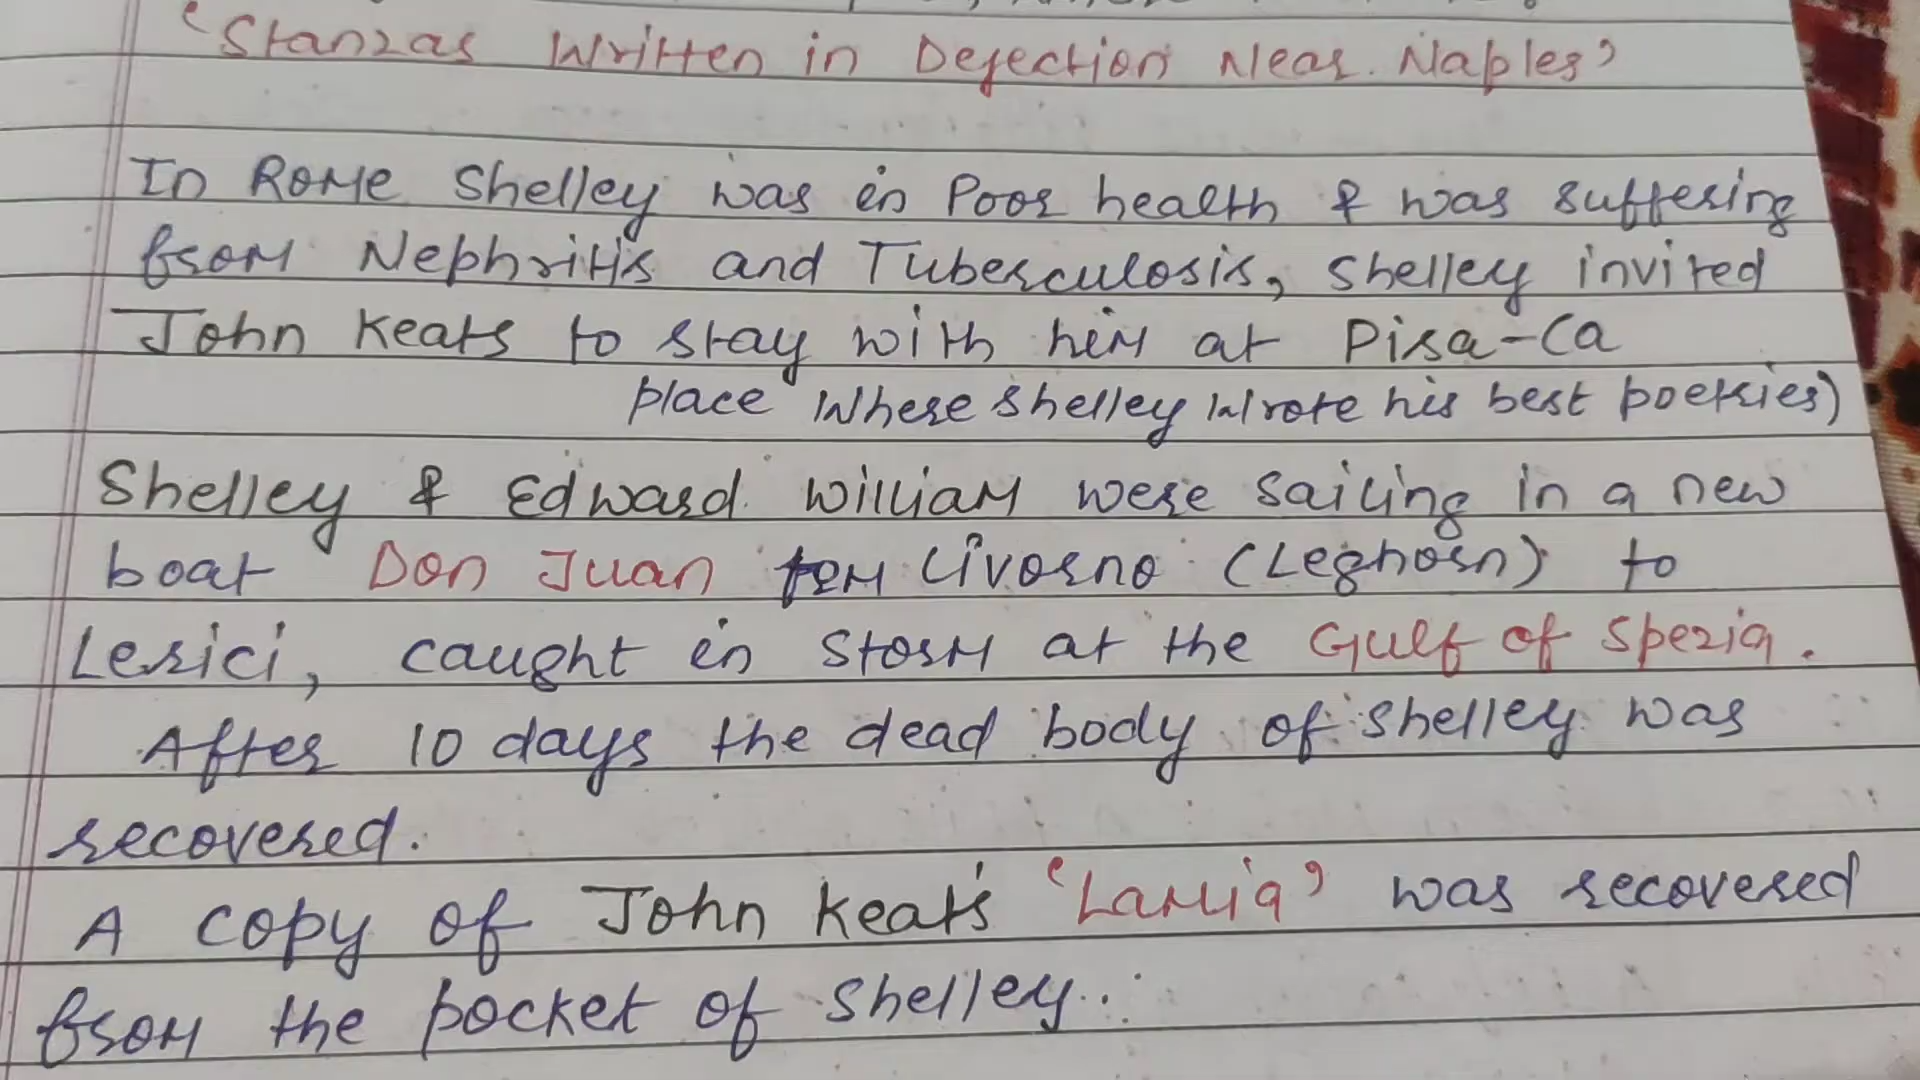 'Stanzas Written in Dejection Near Naples'
In Rome Shelley was in Poor health & was suffering
from Nephritis and Tuberculosis, Shelley invited
John Keats to stay with him at Pisa-(a
place where Shelley wrote his best poetries)
Shelley & Edward William were sailing in a new
boat Don Juan from Livorno (Leghorn) to
Lerici, caught in storm at the Gulf of Spezia.
After 10 days the dead body of Shelley was
recovered.
A copy of John Keat's 'Lamia' was recovered
from the pocket of Shelley.